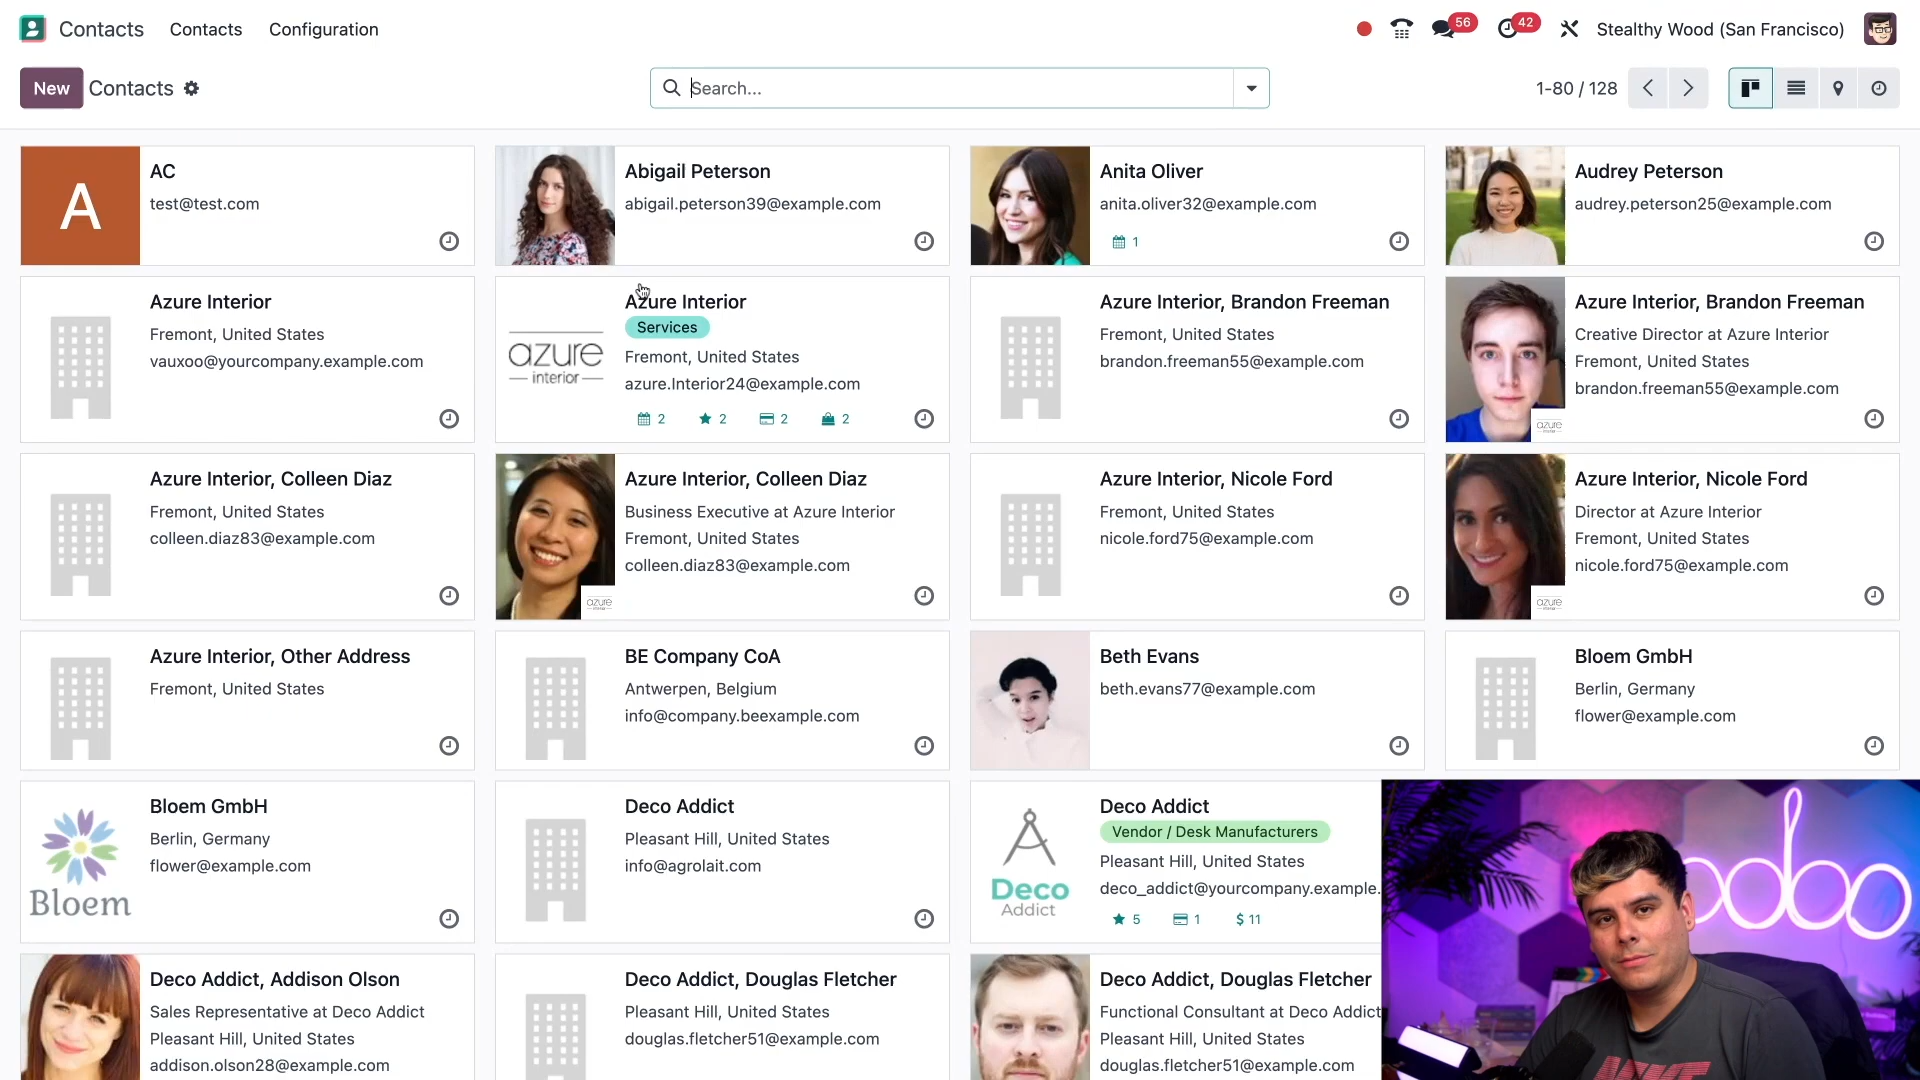 Contacts
Contacts
Configuration
56
42
Stealthy Wood (San Francisco)
New
Contacts
Search...
1-80 / 128
A
AC
test@test.com
Abigail Peterson
abigail.peterson39@example.com
Anita Oliver
anita.oliver32@example.com
1
Audrey Peterson
audrey.peterson25@example.com
Azure Interior
Fremont, United States
vauxoo@yourcompany.example.com
azure
interior
Azure Interior
Services
Fremont, United States
azure.Interior24@example.com
2
2
2
2
Azure Interior, Brandon Freeman
Fremont, United States
brandon.freeman55@example.com
azure
interior
Azure Interior, Brandon Freeman
Creative Director at Azure Interior
Fremont, United States
brandon.freeman55@example.com
Azure Interior, Colleen Diaz
Fremont, United States
colleen.diaz83@example.com
azure
interior
Azure Interior, Colleen Diaz
Business Executive at Azure Interior
Fremont, United States
colleen.diaz83@example.com
Azure Interior, Nicole Ford
Fremont, United States
nicole.ford75@example.com
azure
interior
Azure Interior, Nicole Ford
Director at Azure Interior
Fremont, United States
nicole.ford75@example.com
Azure Interior, Other Address
Fremont, United States
BE Company CoA
Antwerpen, Belgium
info@company.beexample.com
Beth Evans
beth.evans77@example.com
Bloem GmbH
Berlin, Germany
flower@example.com
Bloem
Bloem GmbH
Berlin, Germany
flower@example.com
Deco Addict
Pleasant Hill, United States
info@agrolait.com
Deco
Addict
Deco Addict
Vendor / Desk Manufacturers
Pleasant Hill, United States
deco_addict@yourcompany.example.
5
1
$ 11
odoo
Deco Addict, Addison Olson
Sales Representative at Deco Addict
Pleasant Hill, United States
addison.olson28@example.com
Deco Addict, Douglas Fletcher
Pleasant Hill, United States
douglas.fletcher51@example.com
Deco Addict, Douglas Fletcher
Functional Consultant at Deco Addict
Pleasant Hill, United States
douglas.fletcher51@example.com